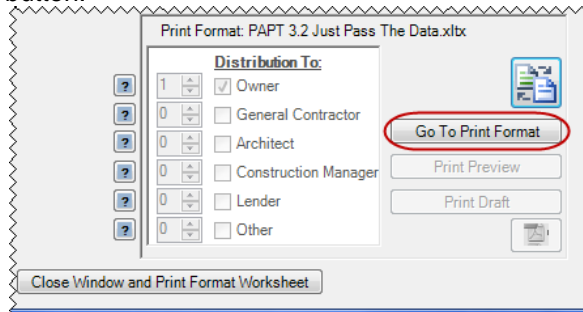 button.
Print Format: PAPT 3.2 Just Pass The Data.xltx
Distribution To:
? 1 Owner
? 0 General Contractor
Go To Print Format
? 0 Architect
? 0 Construction Manager
Print Preview
? 0 Lender
Print Draft
? 0 Other
Close Window and Print Format Worksheet